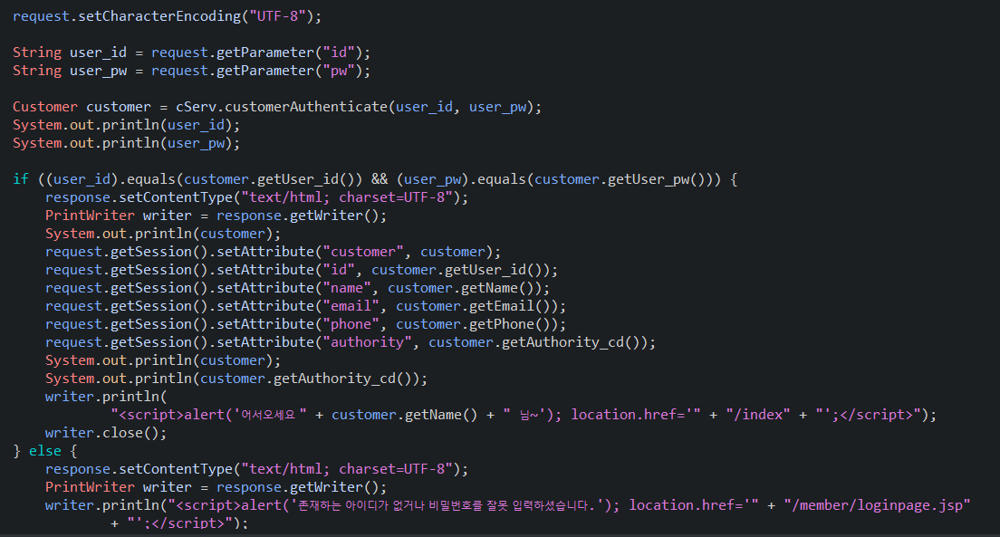 request.setCharacterEncoding("UTF-8");
String user_id = request.getParameter("id");
String user_pw = request.getParameter("pw");
Customer customer = cServ.customerAuthenticate(user_id, user_pw);
System.out.println(user_id);
System.out.println(user_pw);
if ((user_id).equals(customer.getUser_id()) && (user_pw).equals(customer.getUser_pw())) {
response.setContentType("text/html; charset=UTF-8");
PrintWriter writer = response.getWriter();
System.out.println(customer);
request.getSession().setAttribute("customer", customer);
request.getSession().setAttribute("id", customer.getUser_id());
request.getSession().setAttribute("name", customer.getName());
request.getSession().setAttribute("email", customer.getEmail());
request.getSession().setAttribute("phone", customer.getPhone());
request.getSession().setAttribute("authority", customer.getAuthority_cd());
System.out.println(customer);
System.out.println(customer.getAuthority_cd());
writer.println(
"<script>alert('어서오세요 " + customer.getName() + " 님~'); location.href='" + "/index" + "';</script>");
writer.close();
} else {
response.setContentType("text/html; charset=UTF-8");
PrintWriter writer = response.getWriter();
writer.println("<script>alert('존재하는 아이디가 없거나 비밀번호를 잘못 입력하셨습니다.'); location.href='" + "/member/loginpage.jsp"
+ "';</script>");